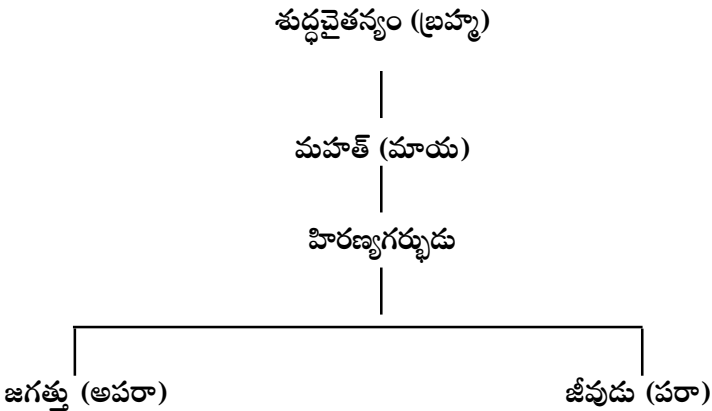 శుద్ధచైతన్యం (బ్రహ్మ)
మహత్ (మాయ)
హిరణ్యగర్భుడు
జగత్తు (అపరా) జీవుడు (పరా)